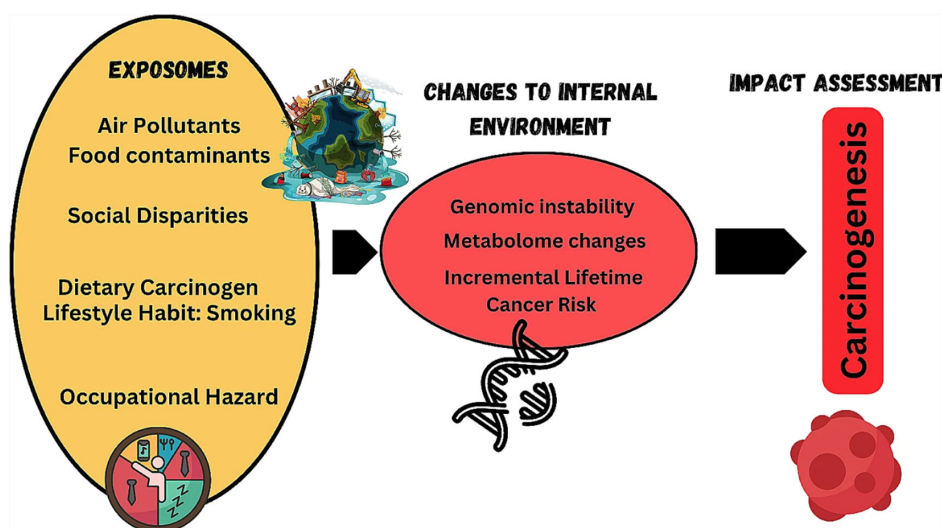 EXPOSOMES
Air Pollutants
Food contaminants
Social Disparities
Dietary Carcinogen
Lifestyle Habit: Smoking
Occupational Hazard
CHANGES TO INTERNAL
ENVIRONMENT
Genomic instability
Metabolome changes
Incremental Lifetime
Cancer Risk
IMPACT ASSESSMENT
Carcinogenesis